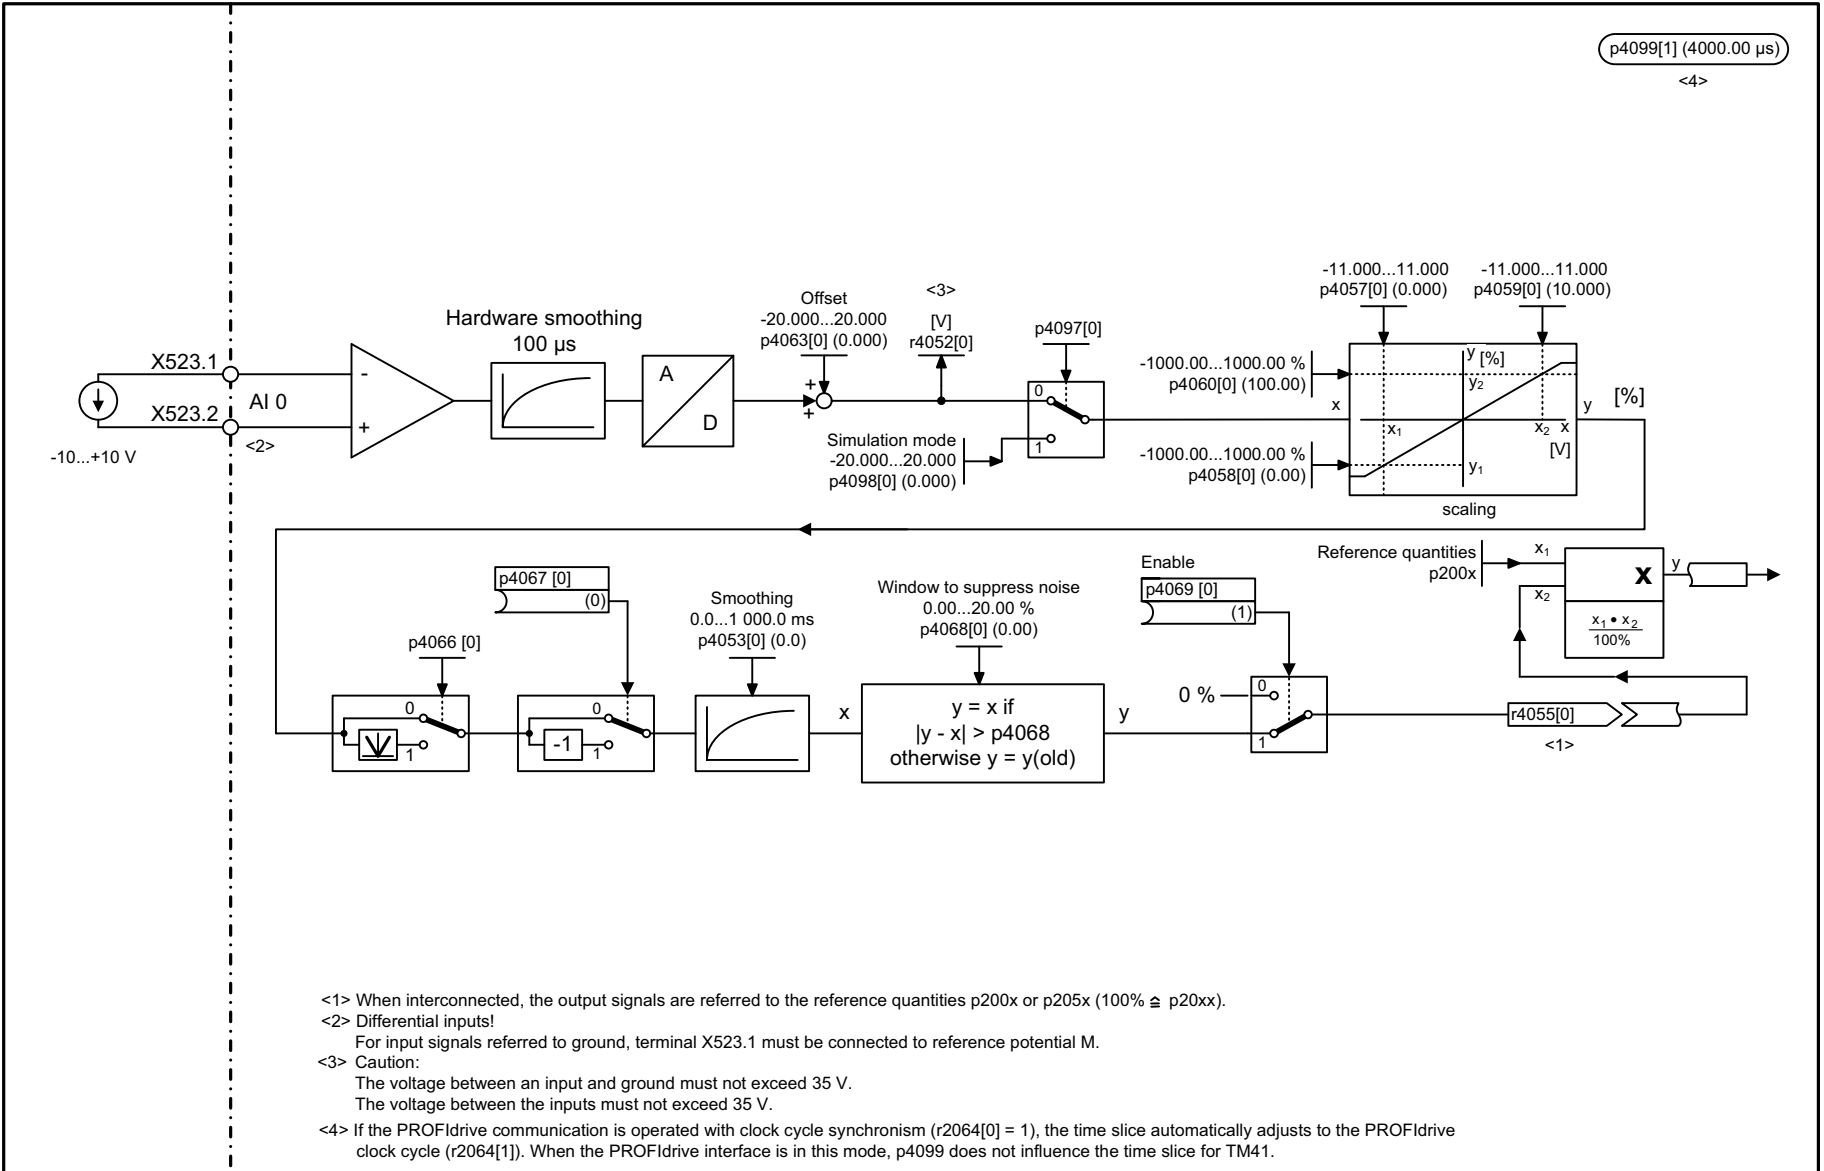 p4099[1] (4000.00 µs)
<4>
-11.000...11.000
p4057[0] (0.000)
-11.000...11.000
p4059[0] (10.000)
Offset
-20.000...20.000
p4063[0] (0.000)
<3>
[V]
r4052[0]
Hardware smoothing
100 µs
p4097[0]
X523.1
X523.2
AI 0
<2>
-10...+10 V
-
+
A
D
+
+
0
1
Simulation mode
-20.000...20.000
p4098[0] (0.000)
-1000.00...1000.00 %
p4060[0] (100.00)
x
-1000.00...1000.00 %
p4058[0] (0.00)
y [%]
y2
x1
x2 x
[V]
y1
y
[%]
scaling
Reference quantities
p200x
x1
x2
x
y
x1 • x2
100%
p4067 [0]
(0)
Smoothing
0.0...1 000.0 ms
p4053[0] (0.0)
Window to suppress noise
0.00...20.00 %
p4068[0] (0.00)
Enable
p4069 [0]
(1)
p4066 [0]
0
1
0
-1
1
x
y = x if
|y - x| > p4068
otherwise y = y(old)
y
0 %
0
1
r4055[0]
<1>
<1> When interconnected, the output signals are referred to the reference quantities p200x or p205x (100% ≙ p20xx).
<2> Differential inputs!
For input signals referred to ground, terminal X523.1 must be connected to reference potential M.
<3> Caution:
The voltage between an input and ground must not exceed 35 V.
The voltage between the inputs must not exceed 35 V.
<4> If the PROFIdrive communication is operated with clock cycle synchronism (r2064[0] = 1), the time slice automatically adjusts to the PROFIdrive
clock cycle (r2064[1]). When the PROFIdrive interface is in this mode, p4099 does not influence the time slice for TM41.